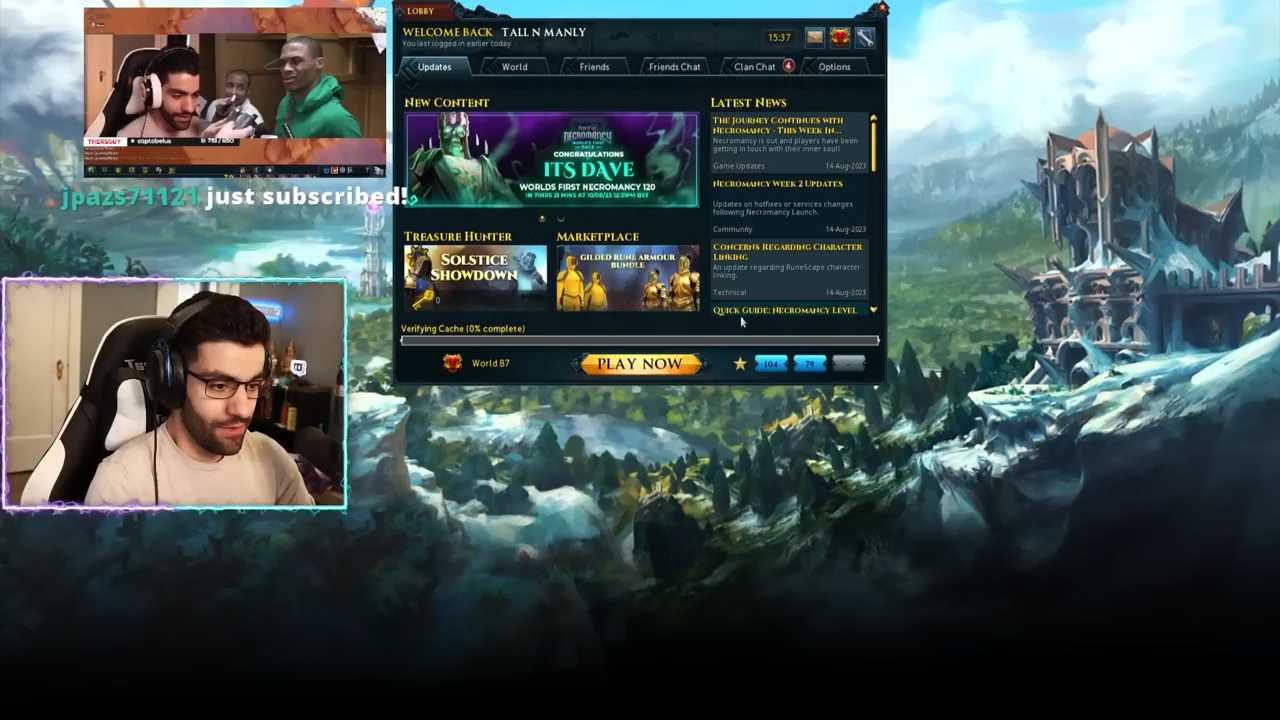 LOBBY
WELCOME BACK TALL N MANLY
You last logged in earlier today
15:37
Updates
World
Friends
Friends Chat
Clan Chat
4
Options
NEW CONTENT
NECROMANCY
CONGRATULATIONS
ITS DAVE
WORLDS FIRST NECROMANCY 120
TREASURE HUNTER
SOLSTICE
SHOWDOWN
0
MARKETPLACE
GILDED RUNE ARMOUR
BUNDLE
LATEST NEWS
THE JOURNEY CONTINUES WITH
NECROMANCY - THIS WEEK IN...
Necromancy is out and players have been
getting in touch with their inner soul!
Game Updates 14-Aug-2023
NECROMANCY WEEK 2 UPDATES
Updates on hotfixes or services changes
following Necromancy Launch.
Community 14-Aug-2023
CONCERNS REGARDING CHARACTER
LINKING
An update regarding RuneScape character
linking.
Technical 14-Aug-2023
QUICK GUIDE: NECROMANCY LEVEL
Verifying Cache (0% complete)
World 87
PLAY NOW
104
79
-
THERSGUY
captobelus
jpazs71121 just subscribed!